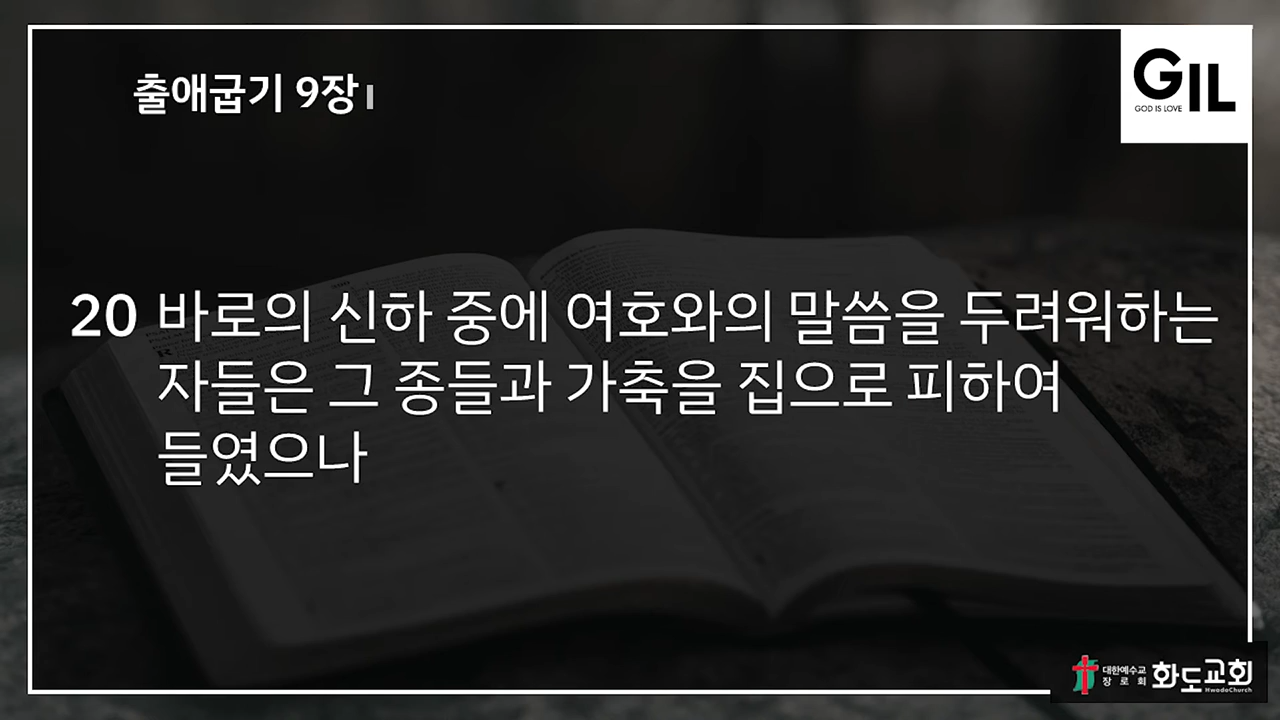 출애굽기 9장
GIL
GOD IS LOVE
20 바로의 신하 중에 여호와의 말씀을 두려워하는
자들은 그 종들과 가축을 집으로 피하여
들였으나
대한예수교
장로회
화도교회
HwadoChurch